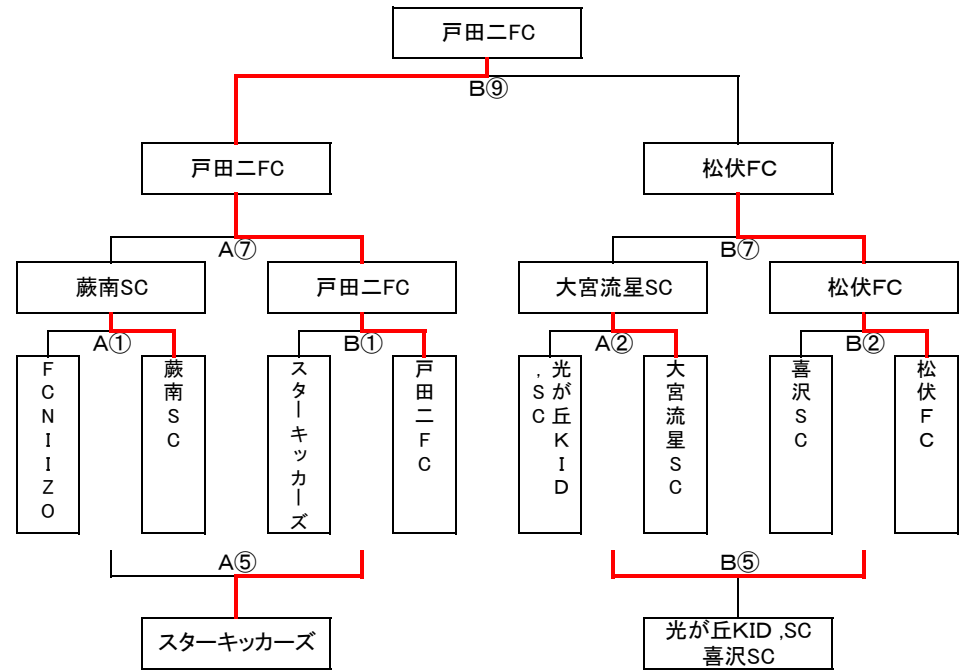 戸田二FC
B⑨
戸田二FC
松伏FC
A⑦
B⑦
蕨南SC
戸田二FC
大宮流星SC
松伏FC
A①
B①
A②
B②
FCNIIZO
蕨南SC
スターキッカーズ
戸田二FC
光が丘KID
,SC
大宮流星SC
喜沢SC
松伏FC
A⑤
B⑤
スターキッカーズ
光が丘KID ,SC
喜沢SC